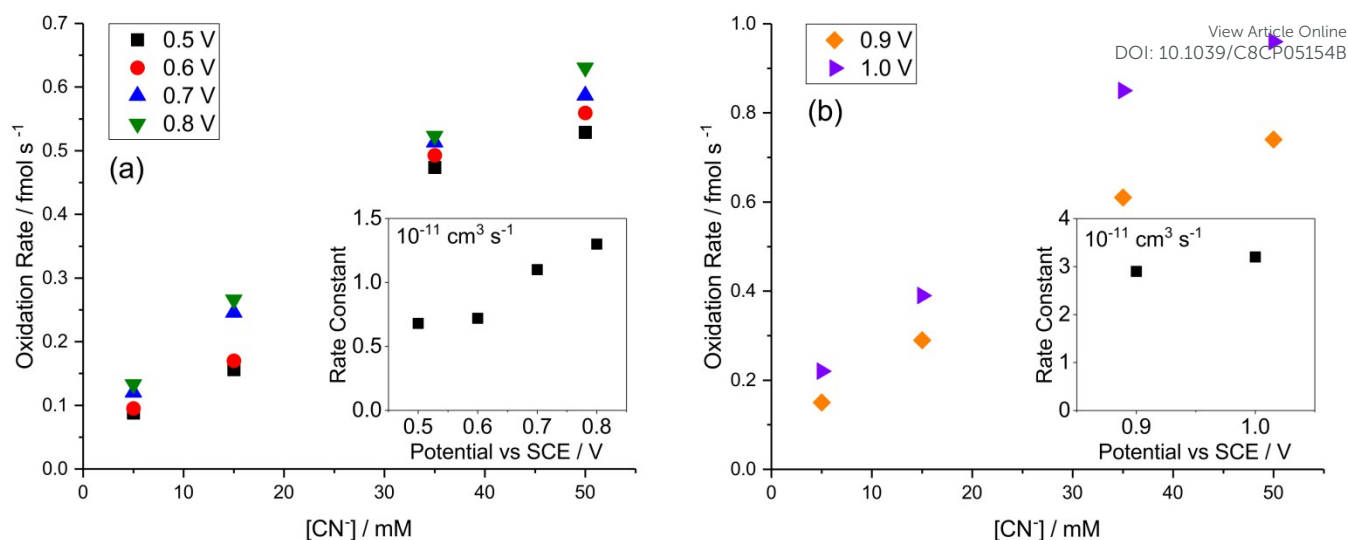 0.5 V
0.6 V
0.7 V
0.8 V
(a)
Oxidation Rate / fmol s⁻¹
0.7
0.6
0.5
0.4
0.3
0.2
0.1
0.0
0
10
20
30
40
50
[CN⁻] / mM
10⁻¹¹ cm³ s⁻¹
Rate Constant
1.5
1.0
0.5
0.0
0.5
0.6
0.7
0.8
Potential vs SCE / V
View Article Online
DOI: 10.1039/C8CP05154B
0.9 V
1.0 V
(b)
Oxidation Rate / fmol s⁻¹
1.0
0.8
0.6
0.4
0.2
0.0
0
10
20
30
40
50
[CN⁻] / mM
10⁻¹¹ cm³ s⁻¹
Rate Constant
4
3
2
1
0
0.9
1.0
Potential vs SCE / V